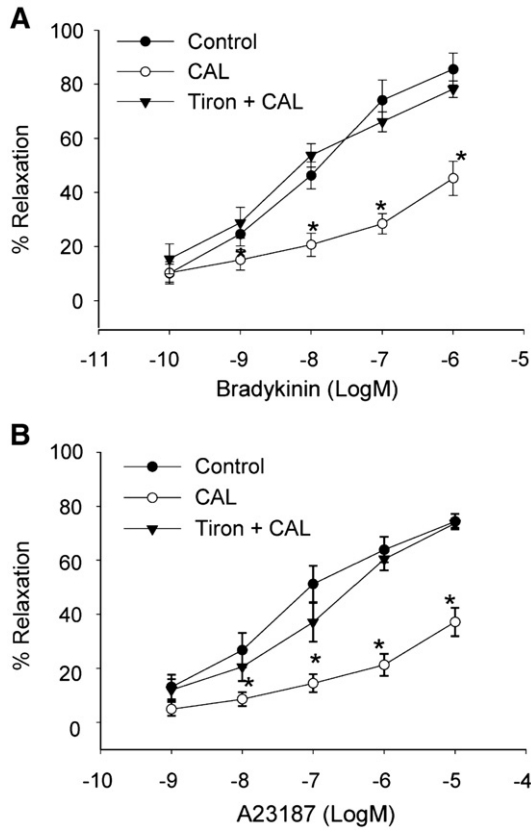 A
Control
CAL
Tiron + CAL
100
80
60
40
20
0
% Relaxation
*
*
*
*
-11 -10 -9 -8 -7 -6 -5
Bradykinin (LogM)
B
Control
CAL
Tiron + CAL
100
80
60
40
20
0
% Relaxation
*
*
*
*
-10 -9 -8 -7 -6 -5 -4
A23187 (LogM)